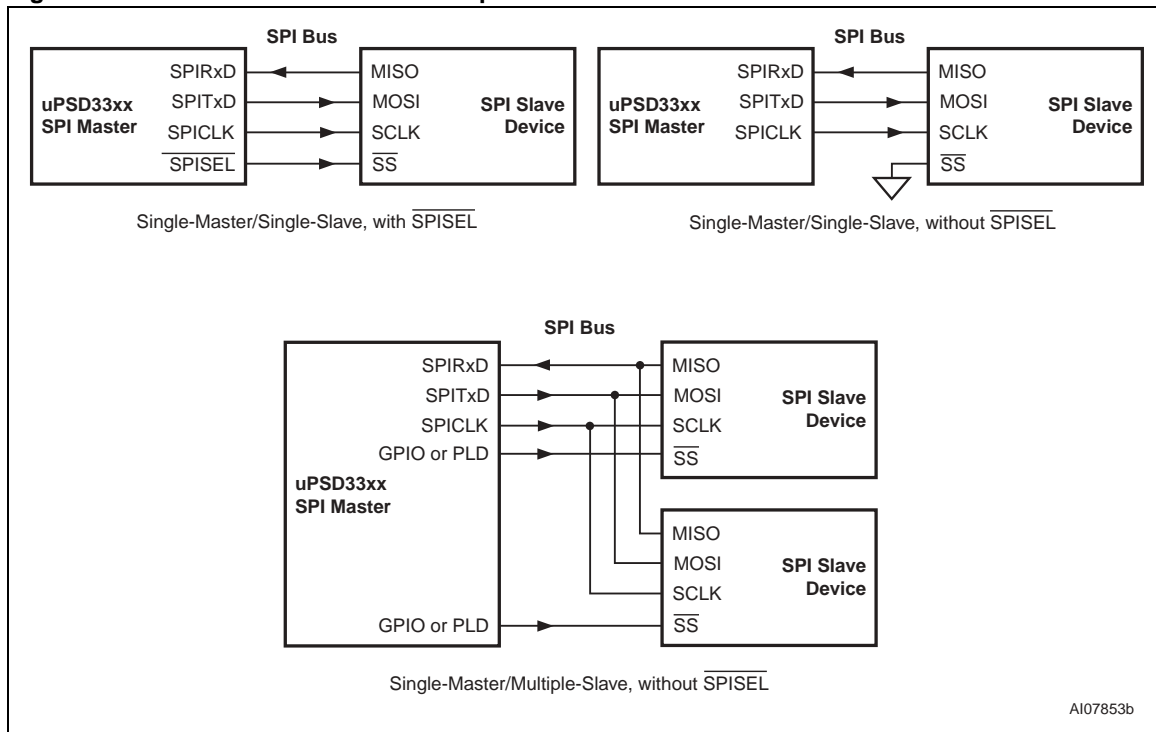 SPI Bus
SPIRxD
SPITxD
SPICLK
SPISEL
uPSD33xx
SPI Master
MISO
MOSI
SCLK
SS
SPI Slave
Device
Single-Master/Single-Slave, with SPISEL
SPI Bus
SPIRxD
SPITxD
SPICLK
uPSD33xx
SPI Master
MISO
MOSI
SCLK
SS
SPI Slave
Device
Single-Master/Single-Slave, without SPISEL
SPI Bus
SPIRxD
SPITxD
SPICLK
GPIO or PLD
uPSD33xx
SPI Master
GPIO or PLD
MISO
MOSI
SCLK
SS
SPI Slave
Device
MISO
MOSI
SCLK
SS
SPI Slave
Device
Single-Master/Multiple-Slave, without SPISEL
AI07853b